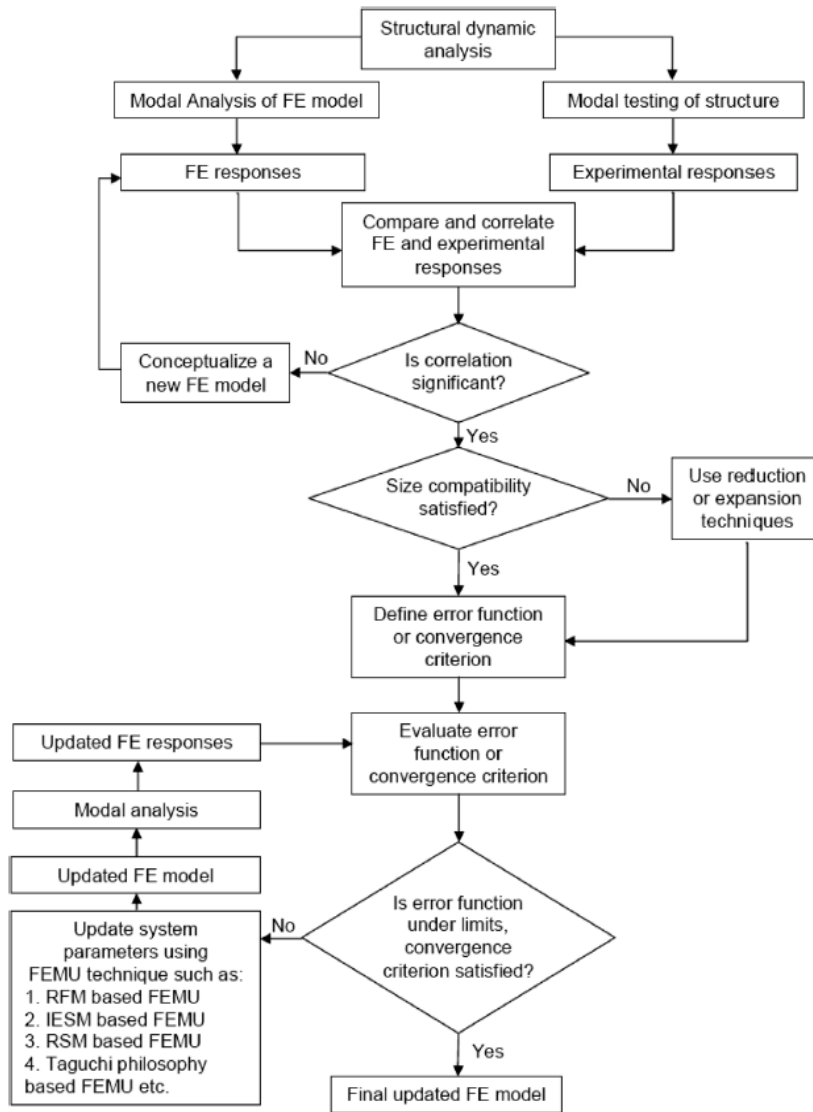 Structural dynamic
analysis
Modal Analysis of FE model
Modal testing of structure
FE responses
Experimental responses
Compare and correlate
FE and experimental
responses
Is correlation
significant?
No
Conceptualize a
new FE model
Yes
Size compatibility
satisfied?
No
Use reduction
or expansion
techniques
Yes
Define error function
or convergence
criterion
Evaluate error
function or
convergence criterion
Updated FE responses
Modal analysis
Updated FE model
Is error function
under limits,
convergence
criterion satisfied?
No
Update system
parameters using
FEMU technique such as:
1. RFM based FEMU
2. IESM based FEMU
3. RSM based FEMU
4. Taguchi philosophy
based FEMU etc.
Yes
Final updated FE model